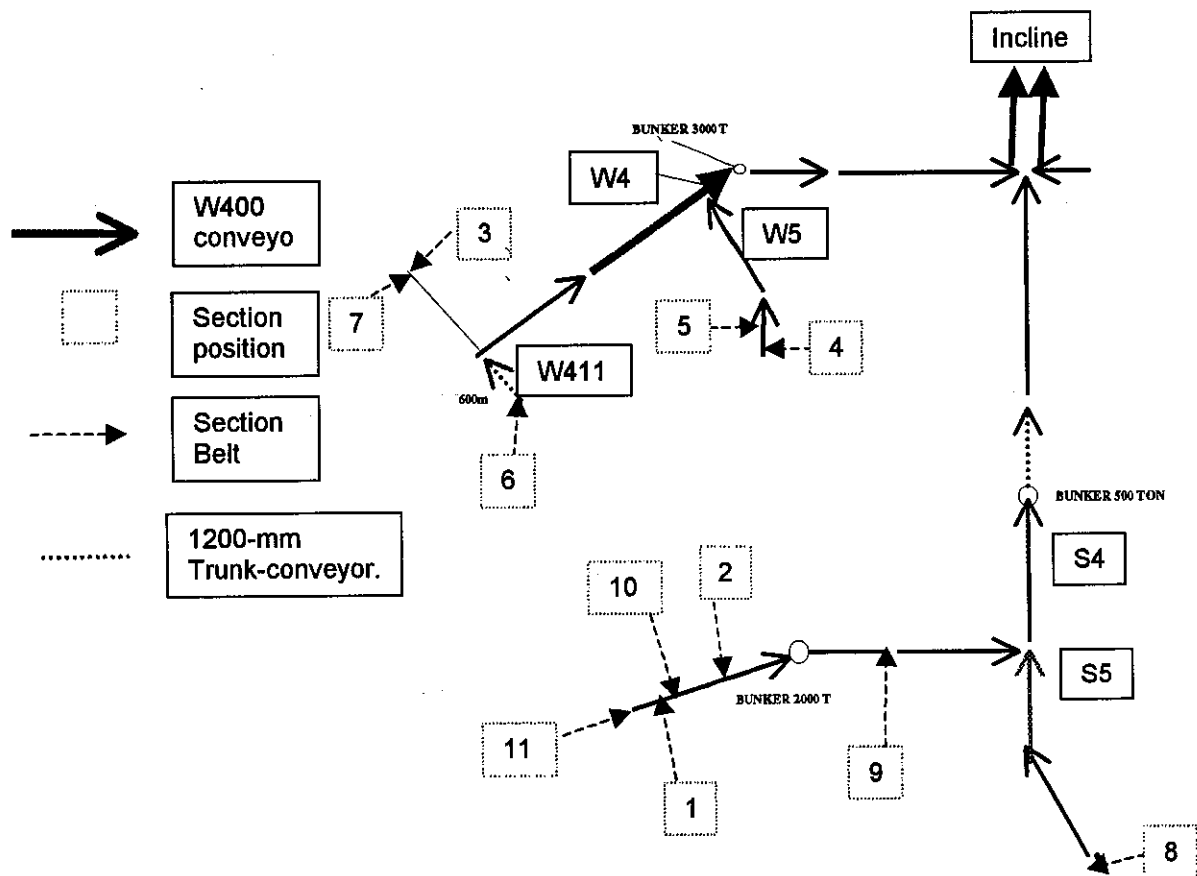 Incline
BUNKER 3000 T
W4
W400
conveyo
3
W5
7
5
4
Section
position
W411
600m
6
Section
Belt
BUNKER 500 TON
1200-mm
Trunk-conveyor.
10
2
S4
S5
BUNKER 2000 T
11
9
1
8